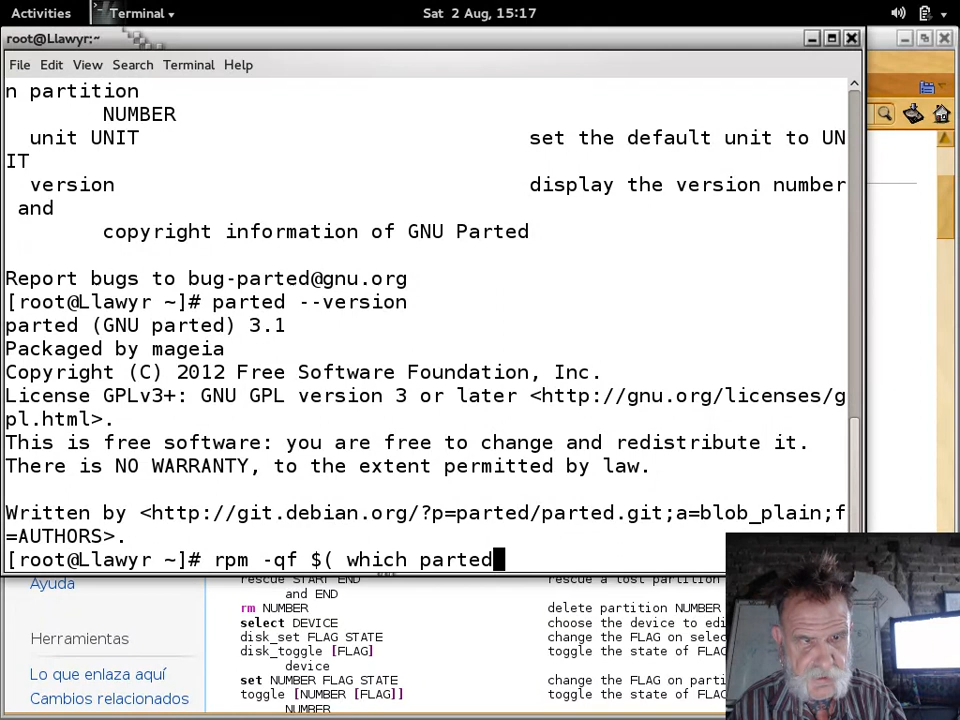 Activities Terminal Sat 2 Aug, 15:17
root@Llawyr:~
File Edit View Search Terminal Help
n partition
NUMBER
unit UNIT set the default unit to UN
IT
version display the version number
and
copyright information of GNU Parted
Report bugs to bug-parted@gnu.org
[root@Llawyr ~]# parted --version
parted (GNU parted) 3.1
Packaged by mageia
Copyright (C) 2012 Free Software Foundation, Inc.
License GPLv3+: GNU GPL version 3 or later <http://gnu.org/licenses/g
pl.html>.
This is free software: you are free to change and redistribute it.
There is NO WARRANTY, to the extent permitted by law.
Written by <http://git.debian.org/?p=parted/parted.git;a=blob_plain;f
=AUTHORS>.
[root@Llawyr ~]# rpm -qf $( which parted
Ayuda
Herramientas
Lo que enlaza aquí
Cambios relacionados
rescue START END rescue a lost partition
and END
rm NUMBER delete partition NUMBER
select DEVICE choose the device to edi
disk_set FLAG STATE change the FLAG on selec
disk_toggle [FLAG] toggle the state of FLA
device
set NUMBER FLAG STATE change the FLAG on parti
toggle [NUMBER [FLAG]] toggle the state of FLA
NUMBER